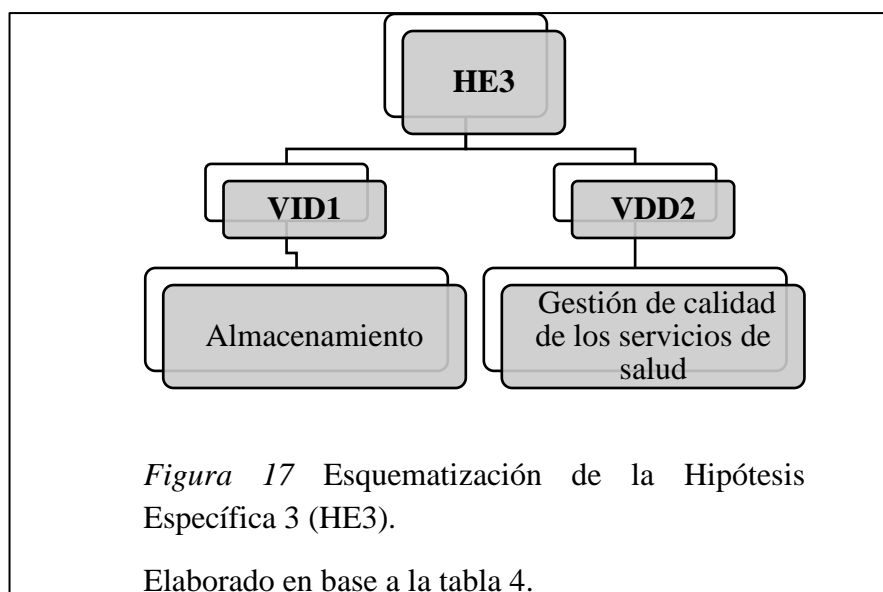 HE3
VID1
VDD2
Almacenamiento
Gestión de calidad
de los servicios de
salud
Figura 17 Esquematización de la Hipótesis
Específica 3 (HE3).
Elaborado en base a la tabla 4.